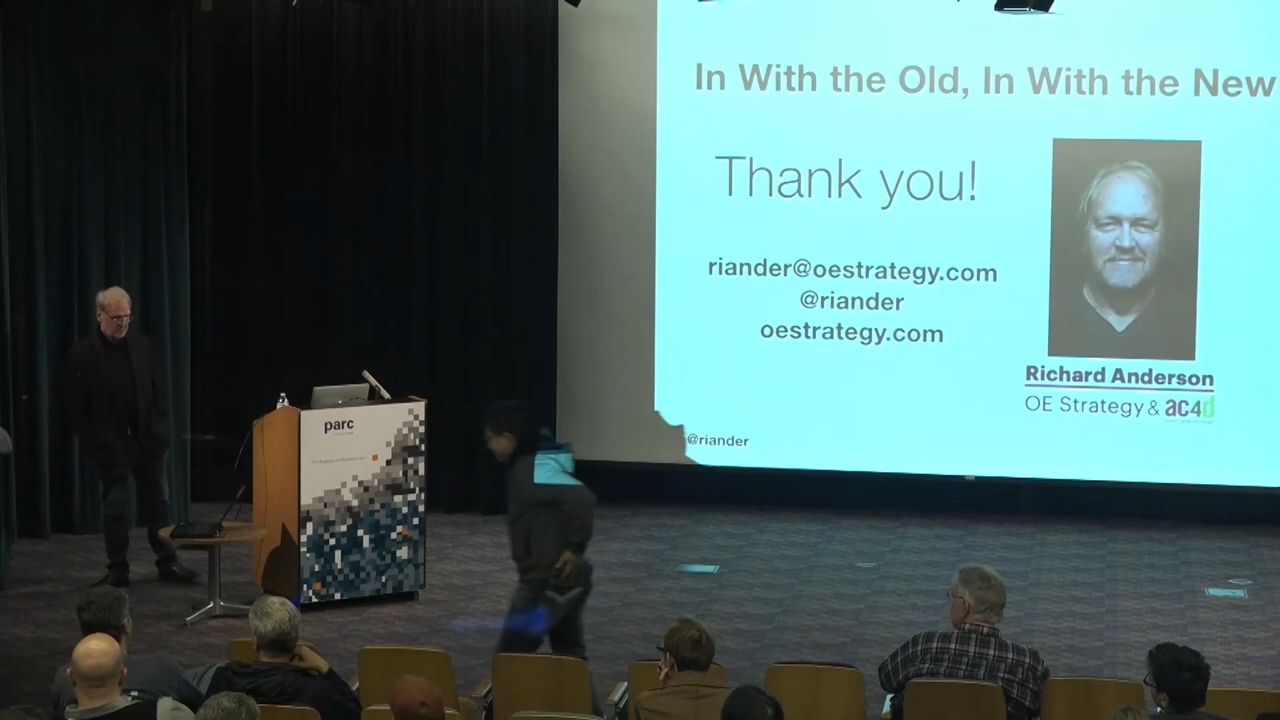 In With the Old, In With the New
Thank you!
riander@oestrategy.com
@riander
oestrategy.com
Richard Anderson
OE Strategy & ac4d
@riander
parc